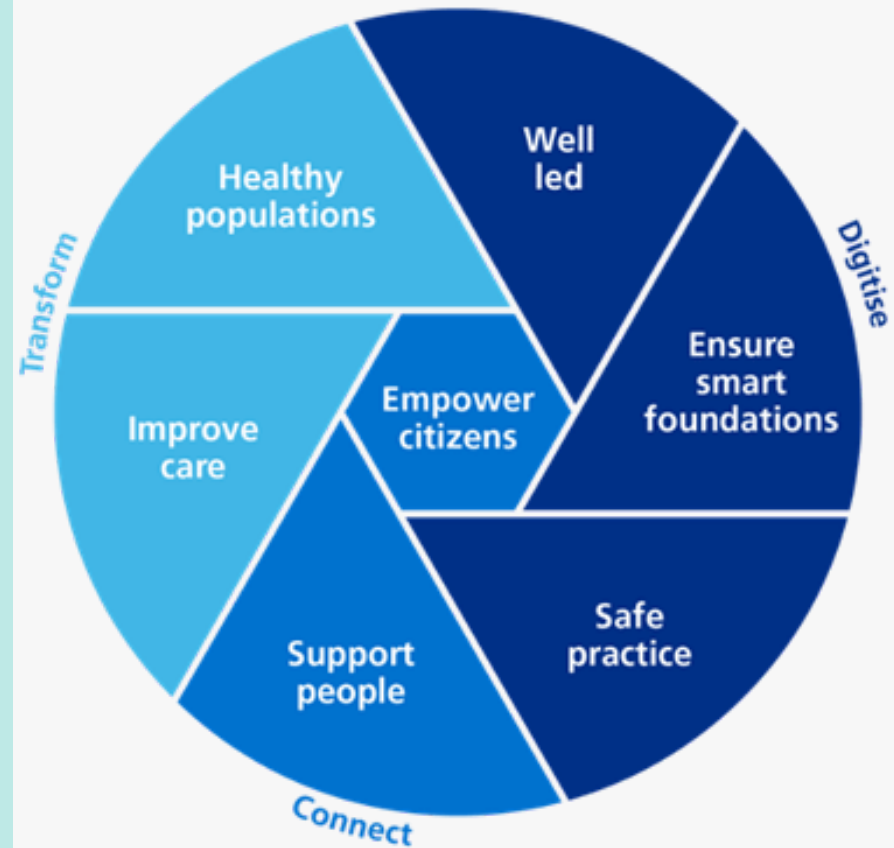 Well
led
Healthy
populations
Transform
Digitise
Ensure
smart
foundations
Empower
citizens
Improve
care
Safe
practice
Support
people
Connect